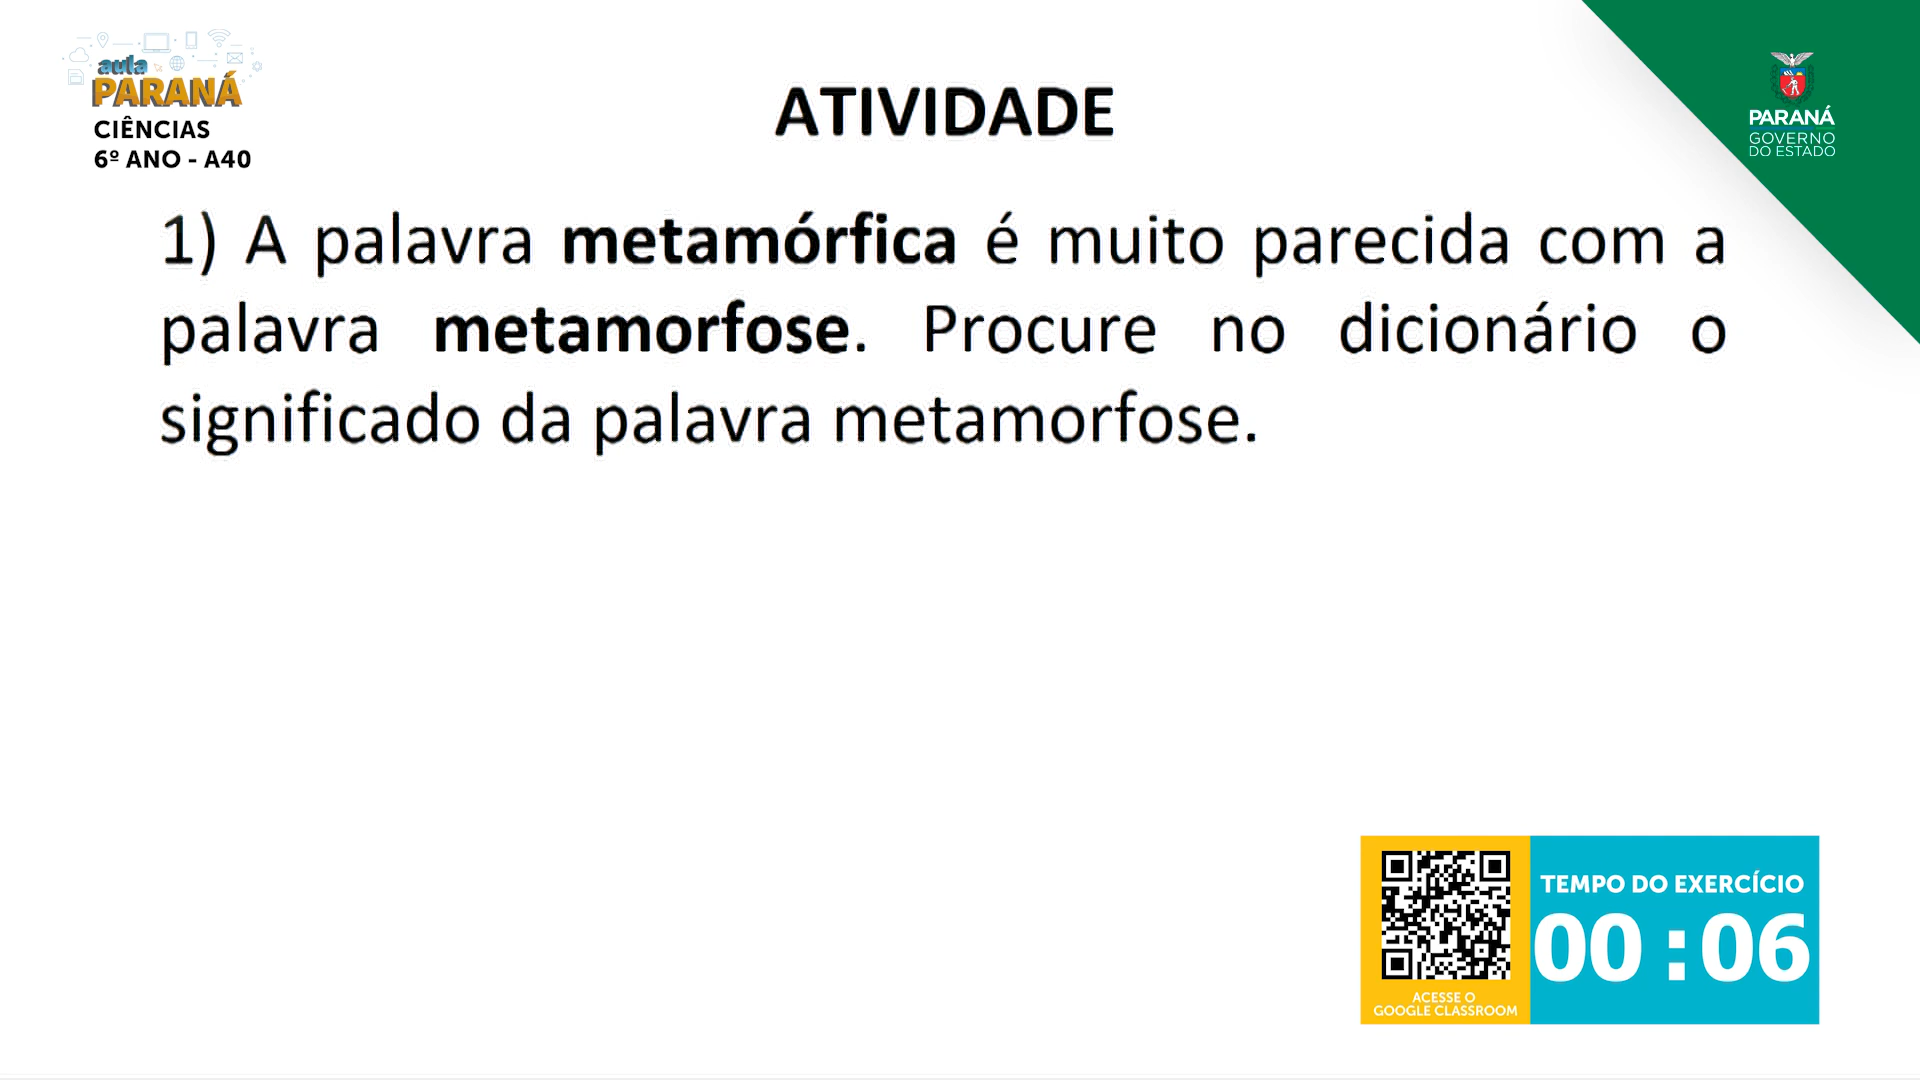 aula
PARANÁ
CIÊNCIAS
6º ANO - A40
ATIVIDADE
PARANÁ
GOVERNO
DO ESTADO
1) A palavra metamórfica é muito parecida com a
palavra metamorfose. Procure no dicionário o
significado da palavra metamorfose.
TEMPO DO EXERCÍCIO
00:06
ACESSE O
GOOGLE CLASSROOM